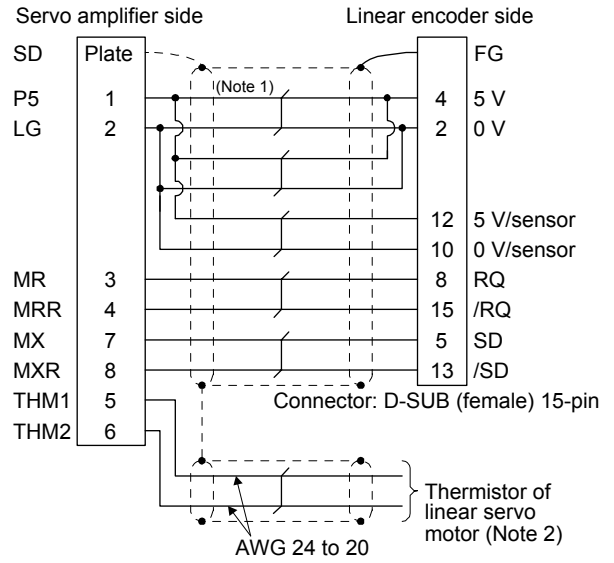 Servo amplifier side Linear encoder side
SD Plate FG
(Note 1)
P5 1 4 5 V
LG 2 2 0 V
12 5 V/sensor
10 0 V/sensor
MR 3 8 RQ
MRR 4 15 /RQ
MX 7 5 SD
MXR 8 13 /SD
THM1 5 Connector: D-SUB (female) 15-pin
THM2 6
Thermistor of
linear servo
motor (Note 2)
AWG 24 to 20